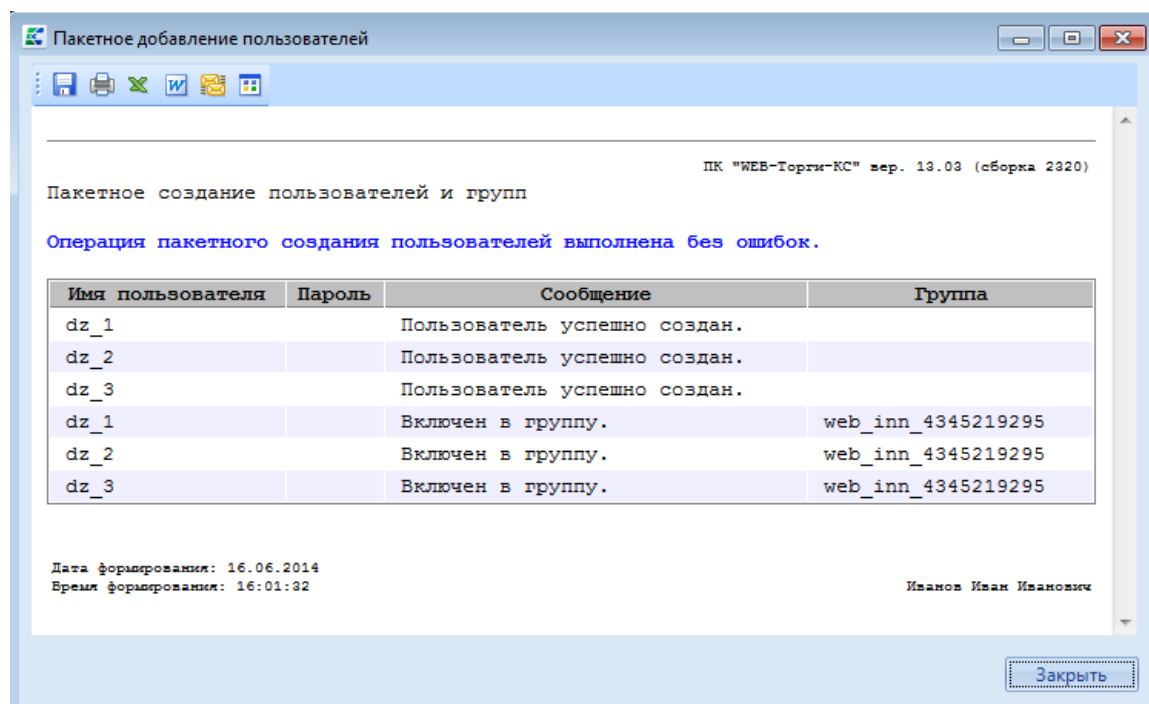 Пакетное добавление пользователей
ПК "WEB-Торги-КС" вер. 13.03 (сборка 2320)
Пакетное создание пользователей и групп
Операция пакетного создания пользователей выполнена без ошибок.
Имя пользователя Пароль Сообщение Группа
dz_1 Пользователь успешно создан.
dz_2 Пользователь успешно создан.
dz_3 Пользователь успешно создан.
dz_1 Включен в группу. web_inn_4345219295
dz_2 Включен в группу. web_inn_4345219295
dz_3 Включен в группу. web_inn_4345219295
Дата формирования: 16.06.2014
Время формирования: 16:01:32 Иванов Иван Иванович
Закрыть